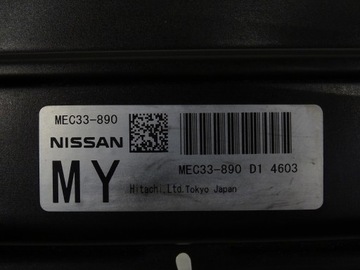 MEC33-890
NISSAN
MY
MEC33-890 D1 4603
Hitachi.Ltd.Tokyo Japan